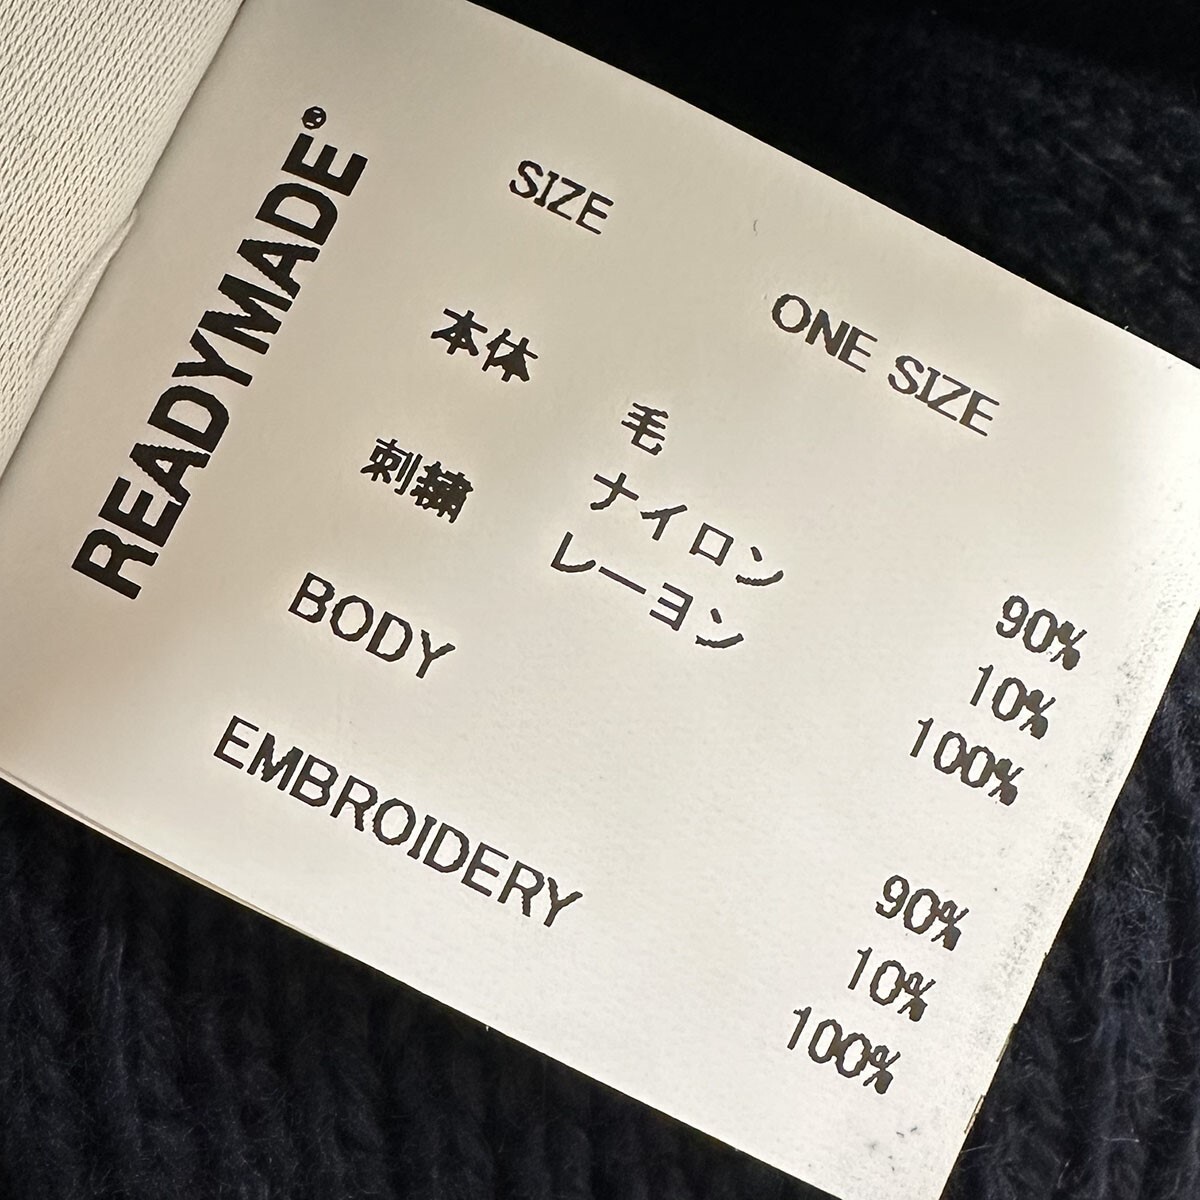 READYMADE®
SIZE ONE SIZE
本体 毛 90%
ナイロン 10%
刺繍 レーヨン 100%
BODY 90%
10%
EMBROIDERY 100%